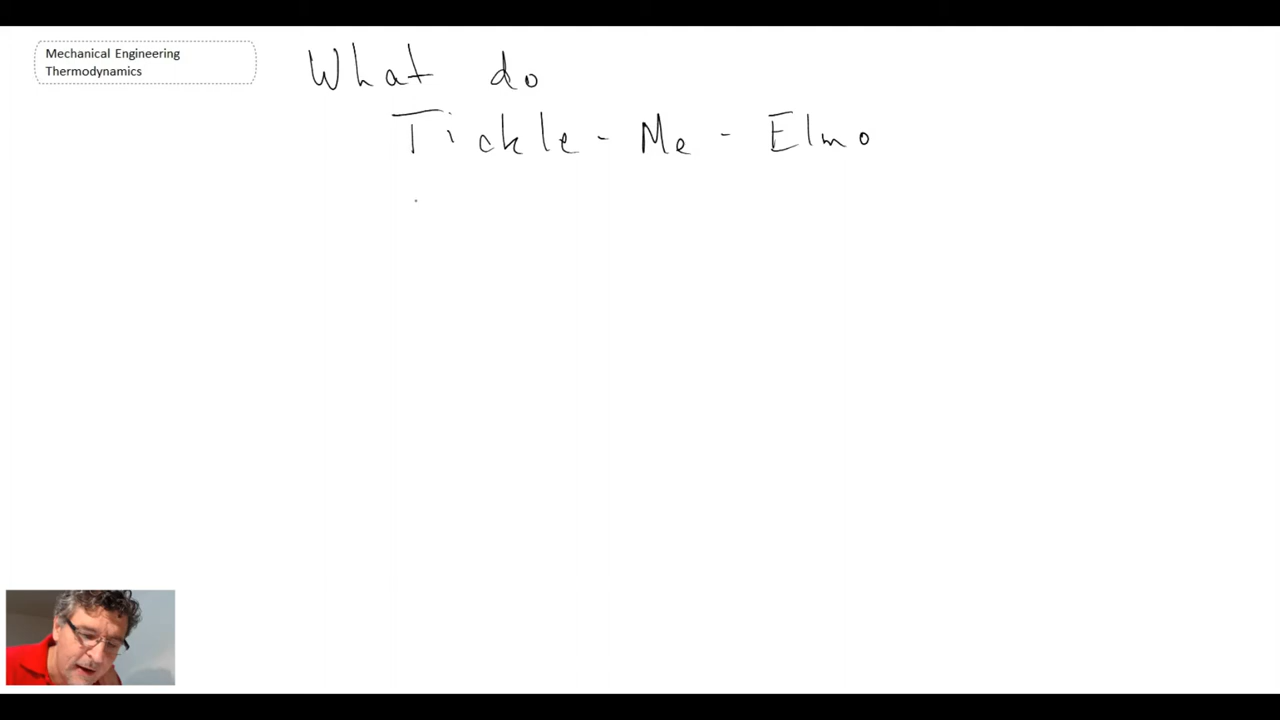 Mechanical Engineering
Thermodynamics
What do
Tickle - Me - Elmo